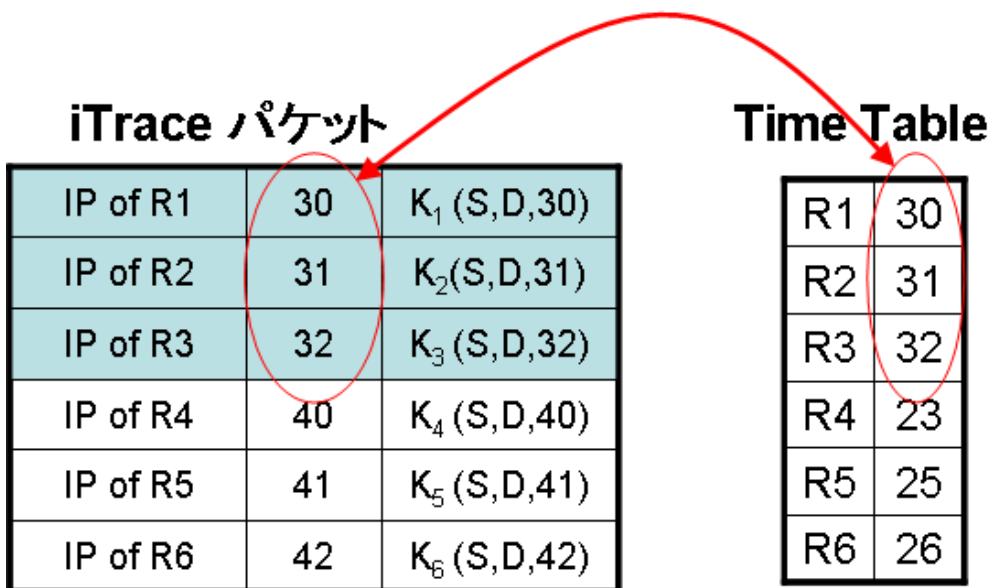 iTrace パケット
Time Table
IP of R1 30 K₁ (S,D,30)
IP of R2 31 K₂(S,D,31)
IP of R3 32 K₃ (S,D,32)
IP of R4 40 K₄ (S,D,40)
IP of R5 41 K₅ (S,D,41)
IP of R6 42 K₆ (S,D,42)
R1 30
R2 31
R3 32
R4 23
R5 25
R6 26